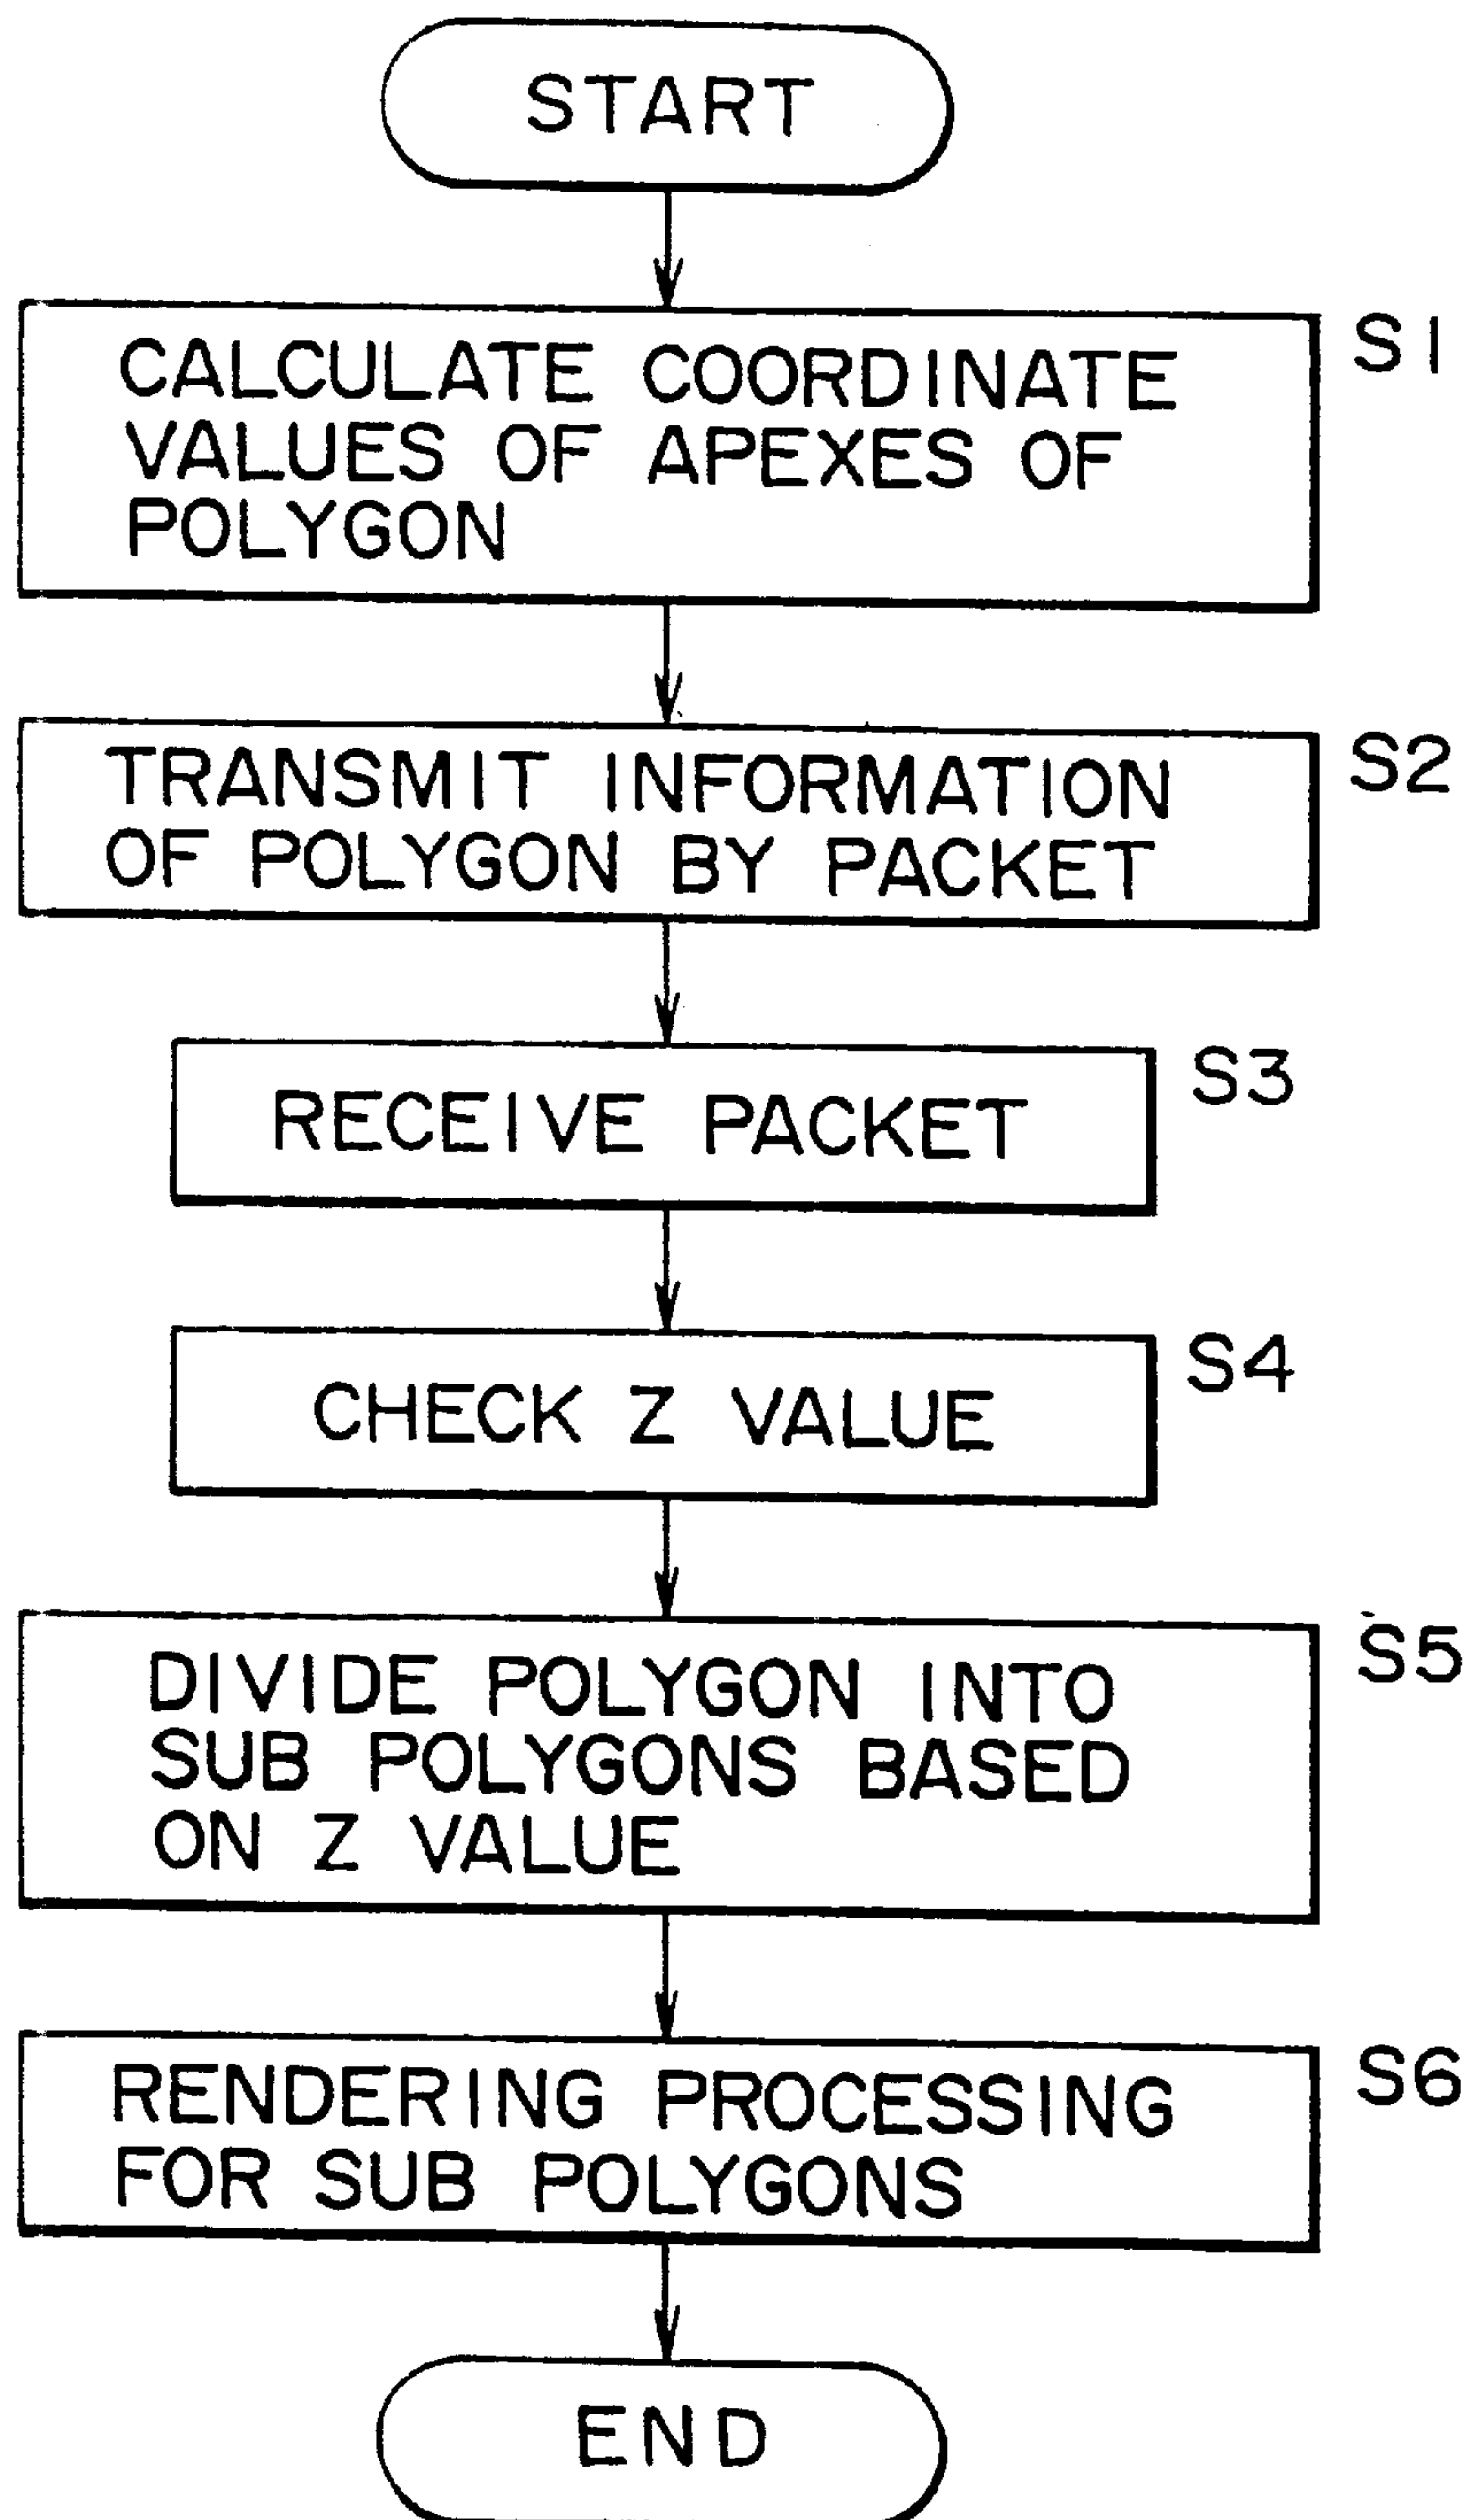 START
S1
CALCULATE COORDINATE
VALUES OF APEXES OF
POLYGON
S2
TRANSMIT INFORMATION
OF POLYGON BY PACKET
S3
RECEIVE PACKET
S4
CHECK Z VALUE
S5
DIVIDE POLYGON INTO
SUB POLYGONS BASED
ON Z VALUE
S6
RENDERING PROCESSING
FOR SUB POLYGONS
END